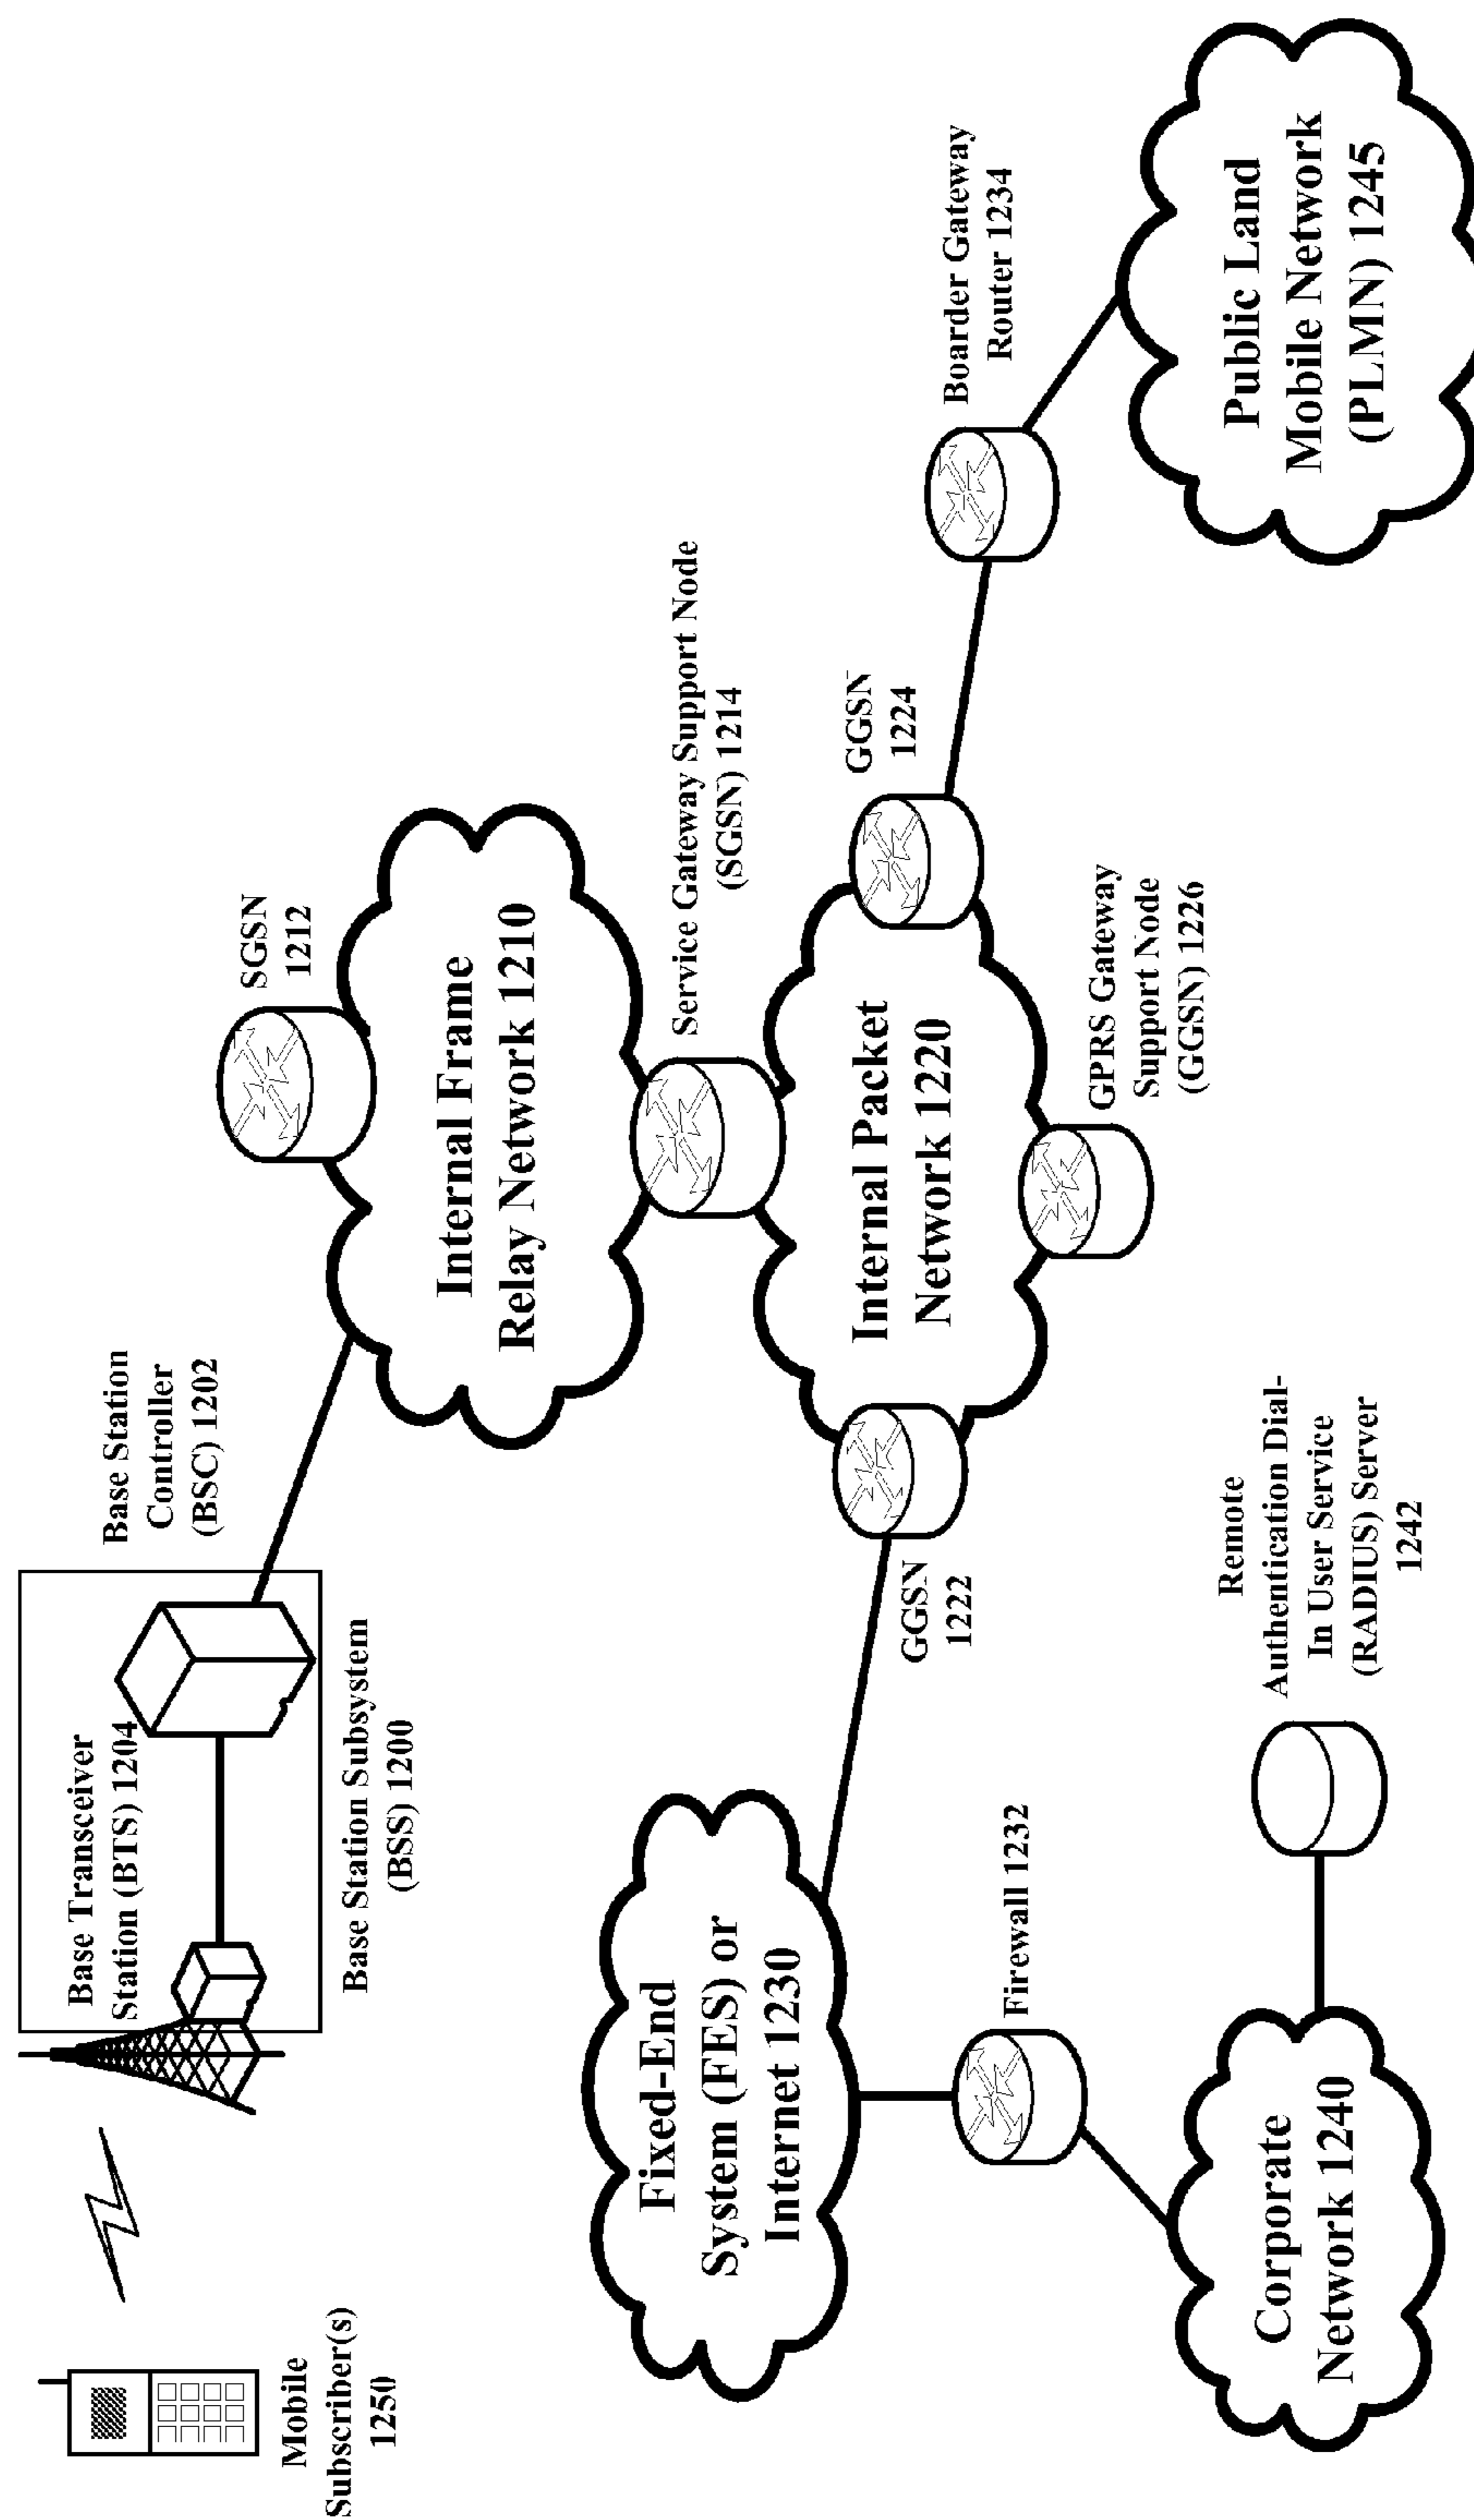 Mobile
Subscriber(s)
1250
Base Transceiver
Station (BTS) 1204
Base Station Subsystem
(BSS) 1200
Base Station
Controller
(BSC) 1202
SGSN
1212
Internal Frame
Relay Network 1210
Service Gateway Support Node
(SGSN) 1214
Fixed-End
System (FES) or
Internet 1230
GGSN
1222
Internal Packet
Network 1220
GGSN
1224
GPRS Gateway
Support Node
(GGSN) 1226
Boarder Gateway
Router 1234
Firewall 1232
Corporate
Network 1240
Remote
Authentication Dial-
In User Service
(RADIUS) Server
1242
Public Land
Mobile Network
(PLMN) 1245